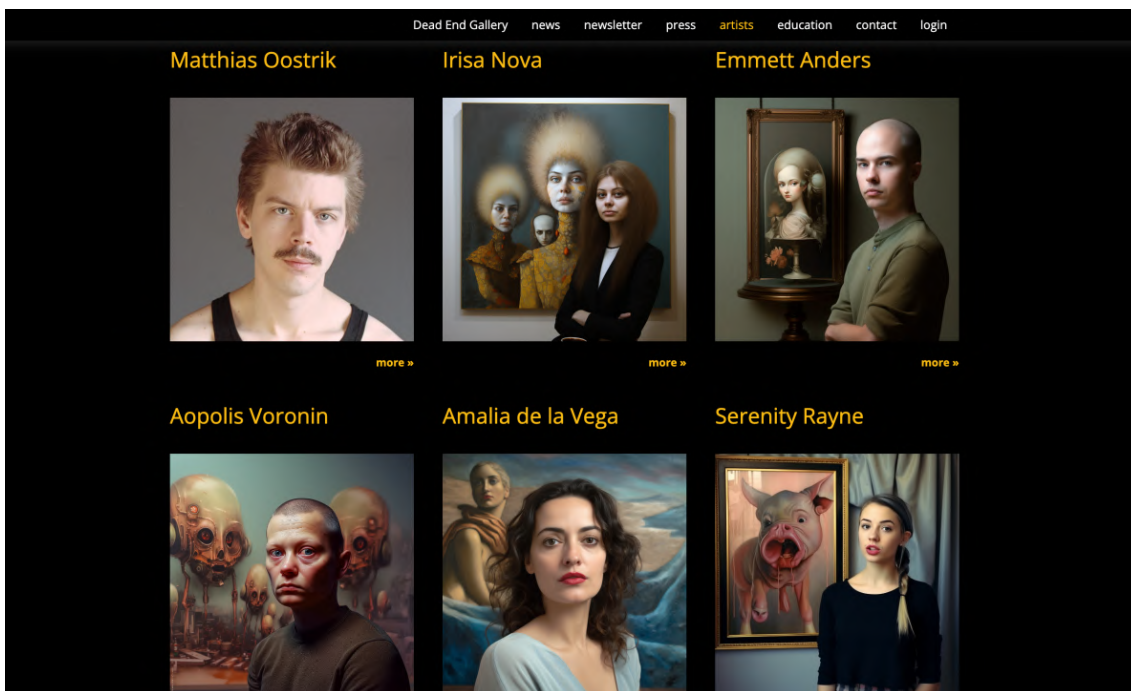 Dead End Gallery news newsletter press artists education contact login
Matthias Oostrik Irisa Nova Emmett Anders
more » more » more »
Aopolis Voronin Amalia de la Vega Serenity Rayne